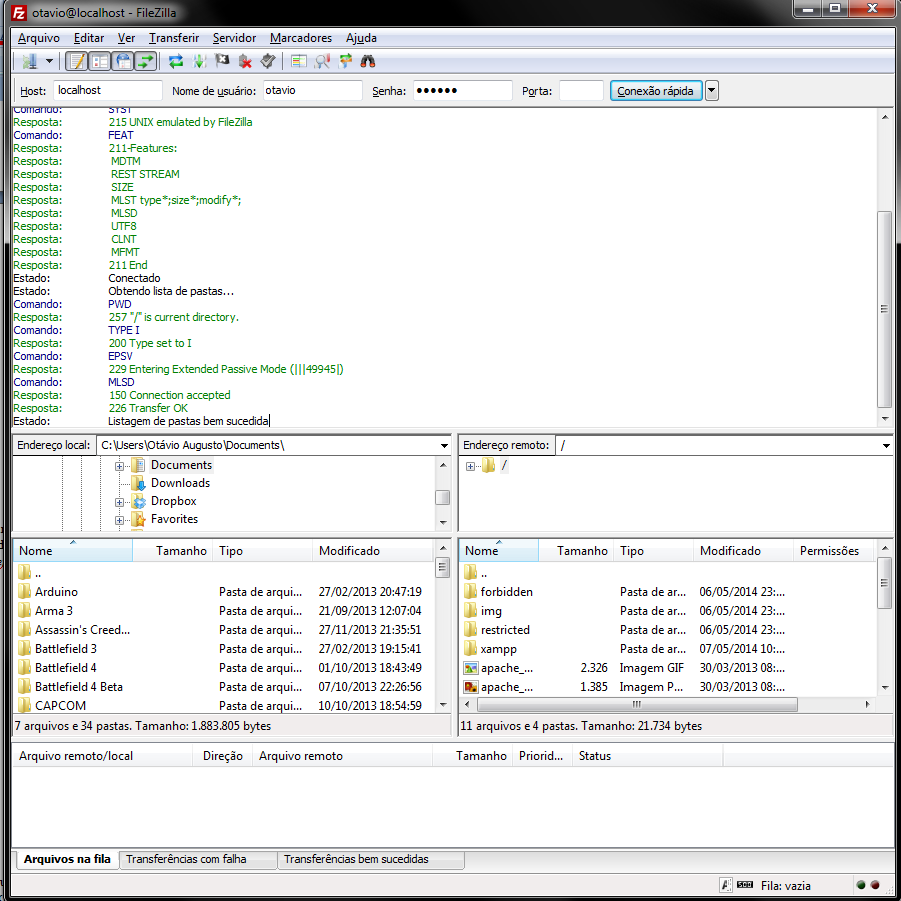 otavio@localhost - FileZilla
Arquivo Editar Ver Transferir Servidor Marcadores Ajuda
Host: localhost Nome de usuário: otavio Senha: ●●●●●● Porta: Conexão rápida
Comando: SYST
Resposta: 215 UNIX emulated by FileZilla
Comando: FEAT
Resposta: 211-Features:
Resposta: MDTM
Resposta: REST STREAM
Resposta: SIZE
Resposta: MLST type*;size*;modify*;
Resposta: MLSD
Resposta: UTF8
Resposta: CLNT
Resposta: MFMT
Resposta: 211 End
Estado: Conectado
Estado: Obtendo lista de pastas...
Comando: PWD
Resposta: 257 "/" is current directory.
Comando: TYPE I
Resposta: 200 Type set to I
Comando: EPSV
Resposta: 229 Entering Extended Passive Mode (|||49945|)
Comando: MLSD
Resposta: 150 Connection accepted
Resposta: 226 Transfer OK
Estado: Listagem de pastas bem sucedida
Endereço local: C:\Users\Otávio Augusto\Documents\
Documents
Downloads
Dropbox
Favorites
Nome Tamanho Tipo Modificado
..
Arduino Pasta de arqui... 27/02/2013 20:47:19
Arma 3 Pasta de arqui... 21/09/2013 12:07:04
Assassin's Creed... Pasta de arqui... 27/11/2013 21:35:51
Battlefield 3 Pasta de arqui... 27/02/2013 19:15:41
Battlefield 4 Pasta de arqui... 01/10/2013 18:43:49
Battlefield 4 Beta Pasta de arqui... 07/10/2013 22:26:56
CAPCOM Pasta de arqui... 10/10/2013 18:54:59
7 arquivos e 34 pastas. Tamanho: 1.883.805 bytes
Endereço remoto: /
/
Nome Tamanho Tipo Modificado Permissões
..
forbidden Pasta de ar... 06/05/2014 23:...
img Pasta de ar... 06/05/2014 23:...
restricted Pasta de ar... 06/05/2014 23:...
xampp Pasta de ar... 07/05/2014 10:...
apache_... 2.326 Imagem GIF 30/03/2013 08:...
apache_... 1.385 Imagem P... 30/03/2013 08:...
11 arquivos e 4 pastas. Tamanho: 21.734 bytes
Arquivo remoto/local Direção Arquivo remoto Tamanho Priorid... Status
Arquivos na fila Transferências com falha Transferências bem sucedidas
Fila: vazia